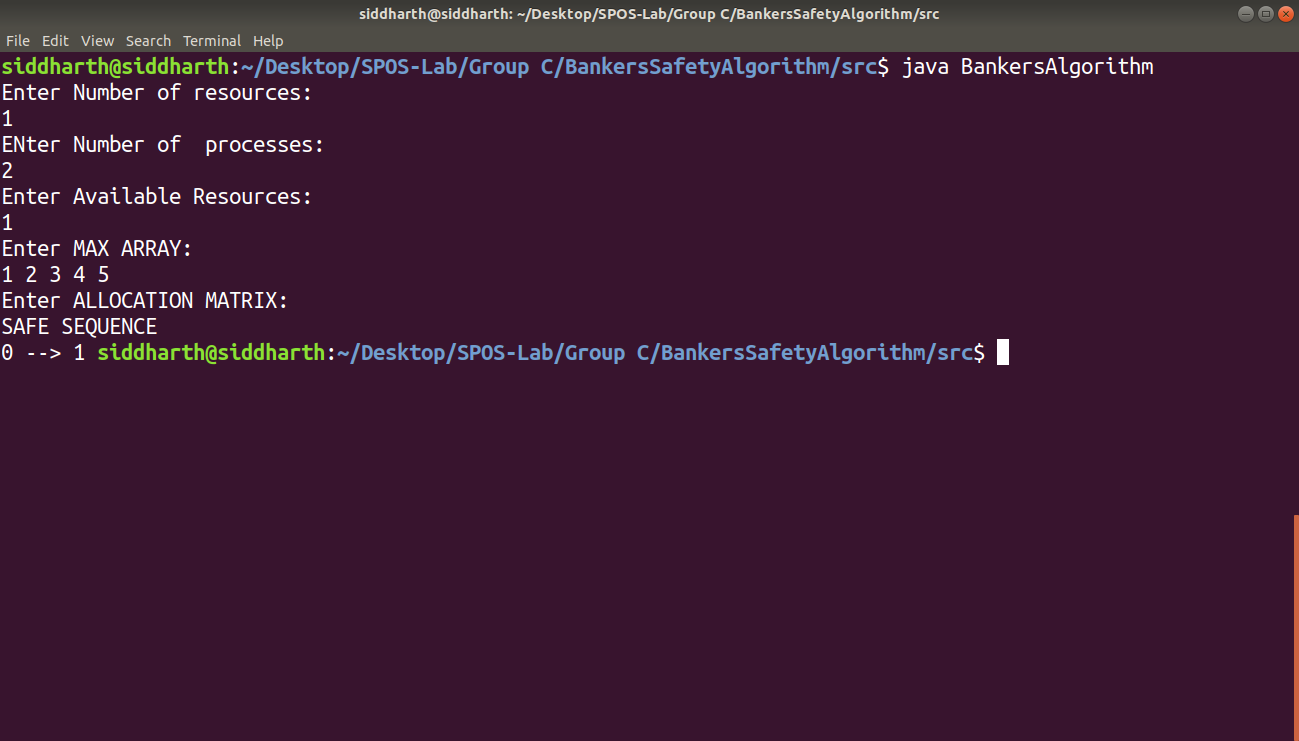 siddharth@siddharth: ~/Desktop/SPOS-Lab/Group C/BankersSafetyAlgorithm/src
File Edit View Search Terminal Help
siddharth@siddharth:~/Desktop/SPOS-Lab/Group C/BankersSafetyAlgorithm/src$ java BankersAlgorithm
Enter Number of resources:
1
ENter Number of  processes:
2
Enter Available Resources:
1
Enter MAX ARRAY:
1 2 3 4 5
Enter ALLOCATION MATRIX:
SAFE SEQUENCE
0 --> 1 siddharth@siddharth:~/Desktop/SPOS-Lab/Group C/BankersSafetyAlgorithm/src$